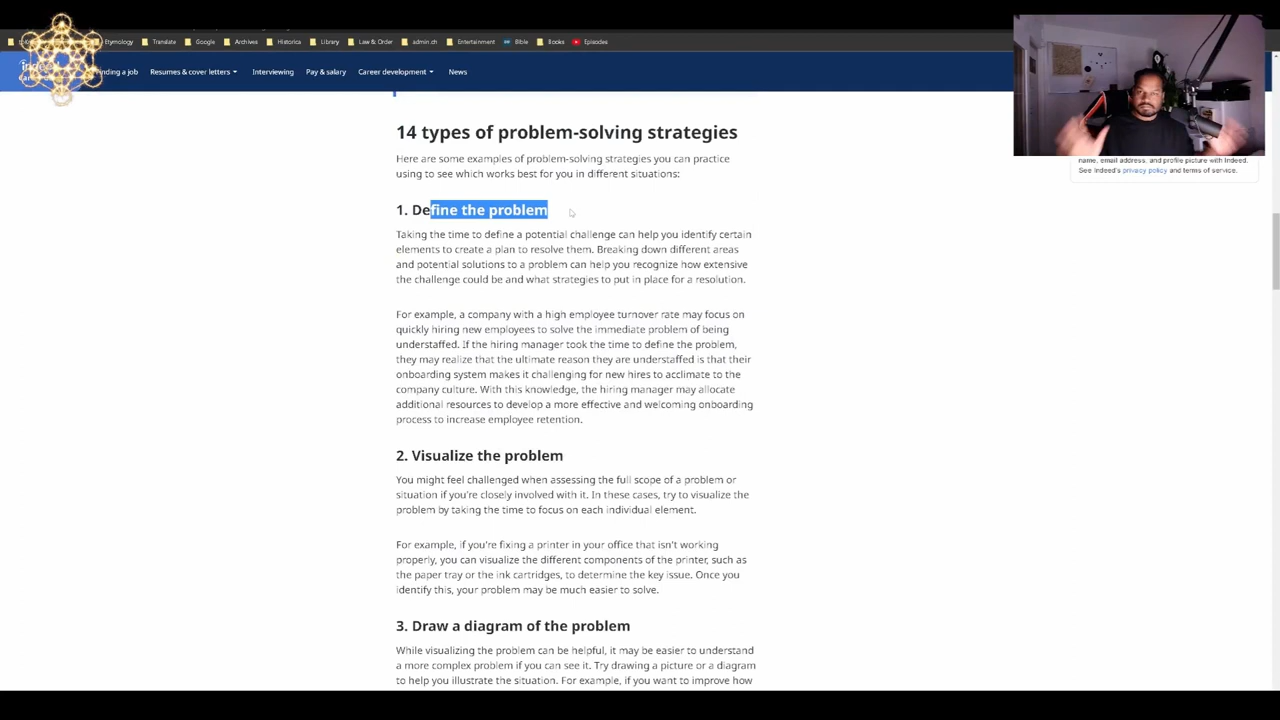 Etymology Translate Google Archives Historica Library Law & Order admin.ch Entertainment Bible Books Episodes
inding a job Resumes & cover letters Interviewing Pay & salary Career development News
name, email address, and profile picture with Indeed.
See Indeed's privacy policy and terms of service.
14 types of problem-solving strategies
Here are some examples of problem-solving strategies you can practice
using to see which works best for you in different situations:
1. Define the problem
Taking the time to define a potential challenge can help you identify certain
elements to create a plan to resolve them. Breaking down different areas
and potential solutions to a problem can help you recognize how extensive
the challenge could be and what strategies to put in place for a resolution.
For example, a company with a high employee turnover rate may focus on
quickly hiring new employees to solve the immediate problem of being
understaffed. If the hiring manager took the time to define the problem,
they may realize that the ultimate reason they are understaffed is that their
onboarding system makes it challenging for new hires to acclimate to the
company culture. With this knowledge, the hiring manager may allocate
additional resources to develop a more effective and welcoming onboarding
process to increase employee retention.
2. Visualize the problem
You might feel challenged when assessing the full scope of a problem or
situation if you're closely involved with it. In these cases, try to visualize the
problem by taking the time to focus on each individual element.
For example, if you're fixing a printer in your office that isn't working
properly, you can visualize the different components of the printer, such as
the paper tray or the ink cartridges, to determine the key issue. Once you
identify this, your problem may be much easier to solve.
3. Draw a diagram of the problem
While visualizing the problem can be helpful, it may be easier to understand
a more complex problem if you can see it. Try drawing a picture or a diagram
to help you illustrate the situation. For example, if you want to improve how